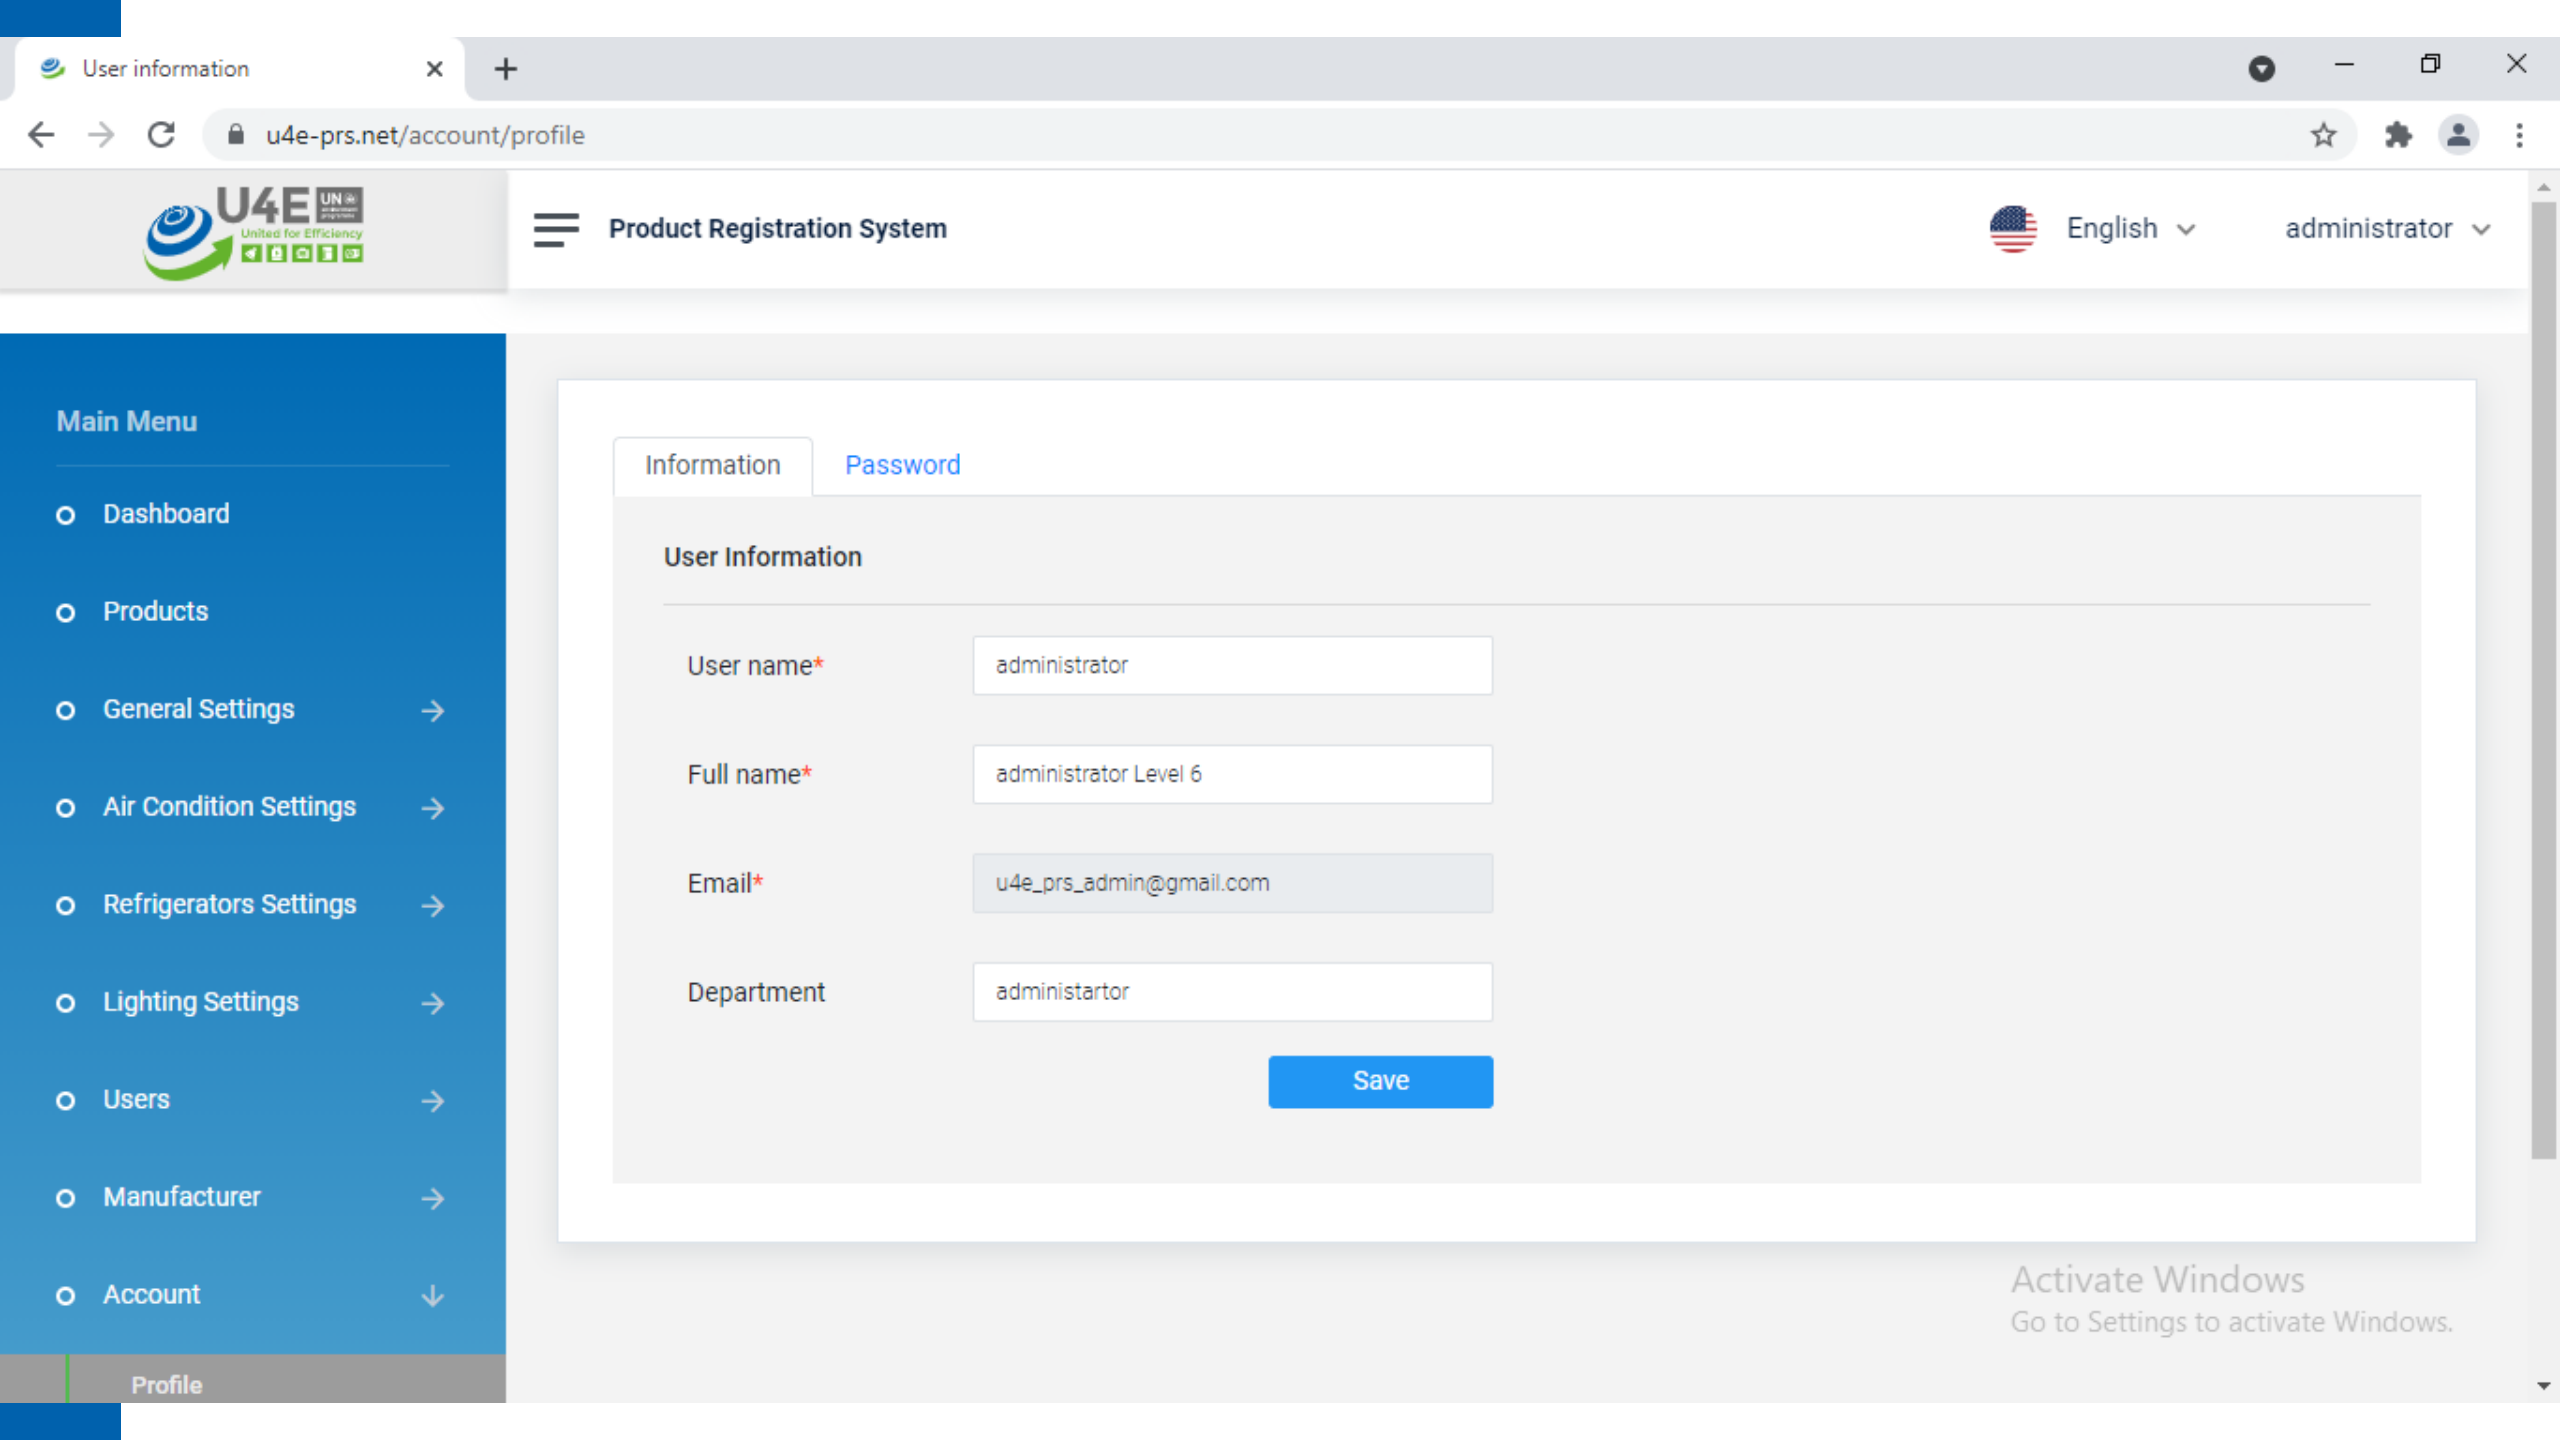 User information
u4e-prs.net/account/profile
U4E UN
United for Efficiency
Product Registration System
English
administrator
Main Menu
Dashboard
Products
General Settings
Air Condition Settings
Refrigerators Settings
Lighting Settings
Users
Manufacturer
Account
Profile
Information
Password
User Information
User name*
administrator
Full name*
administrator Level 6
Email*
u4e_prs_admin@gmail.com
Department
administartor
Save
Activate Windows
Go to Settings to activate Windows.